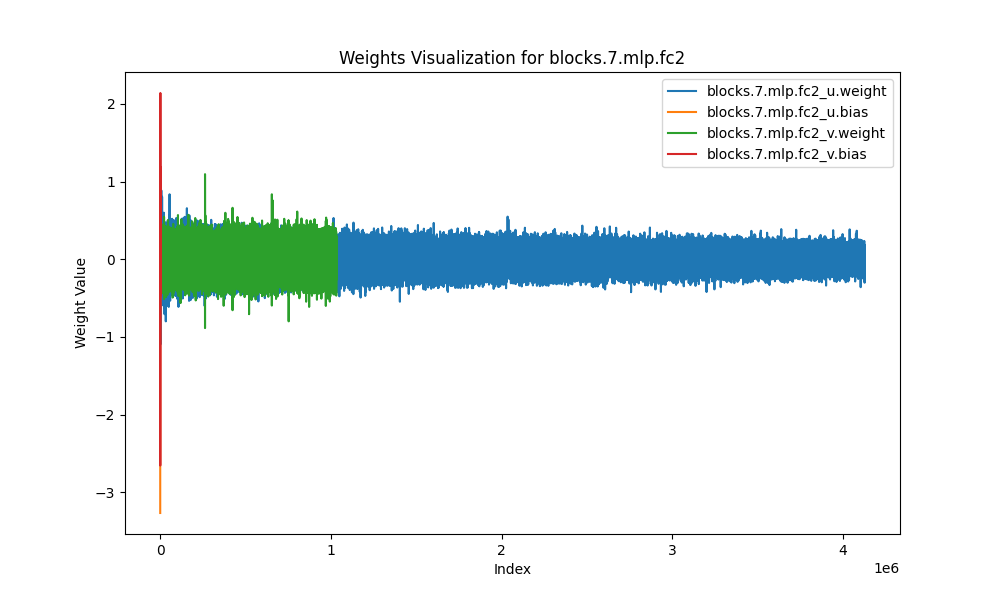 Weights Visualization for blocks.7.mlp.fc2
blocks.7.mlp.fc2_u.weight
blocks.7.mlp.fc2_u.bias
blocks.7.mlp.fc2_v.weight
blocks.7.mlp.fc2_v.bias
Weight Value
2
1
0
−1
−2
−3
0
1
2
3
4
1e6
Index